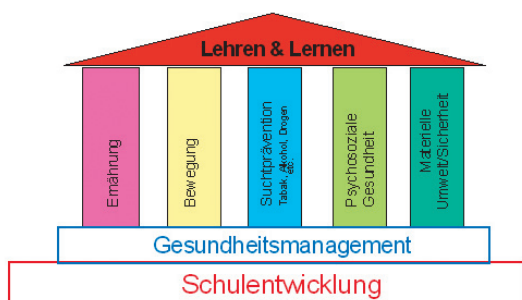 Lehren & Lernen
Ernährung
Bewegung
Suchtprävention
Tabak, Alkohol, Drogen
etc.
Psychosoziale
Gesundheit
Materielle
Umwelt/Sicherheit
Gesundheitsmanagement
Schulentwicklung